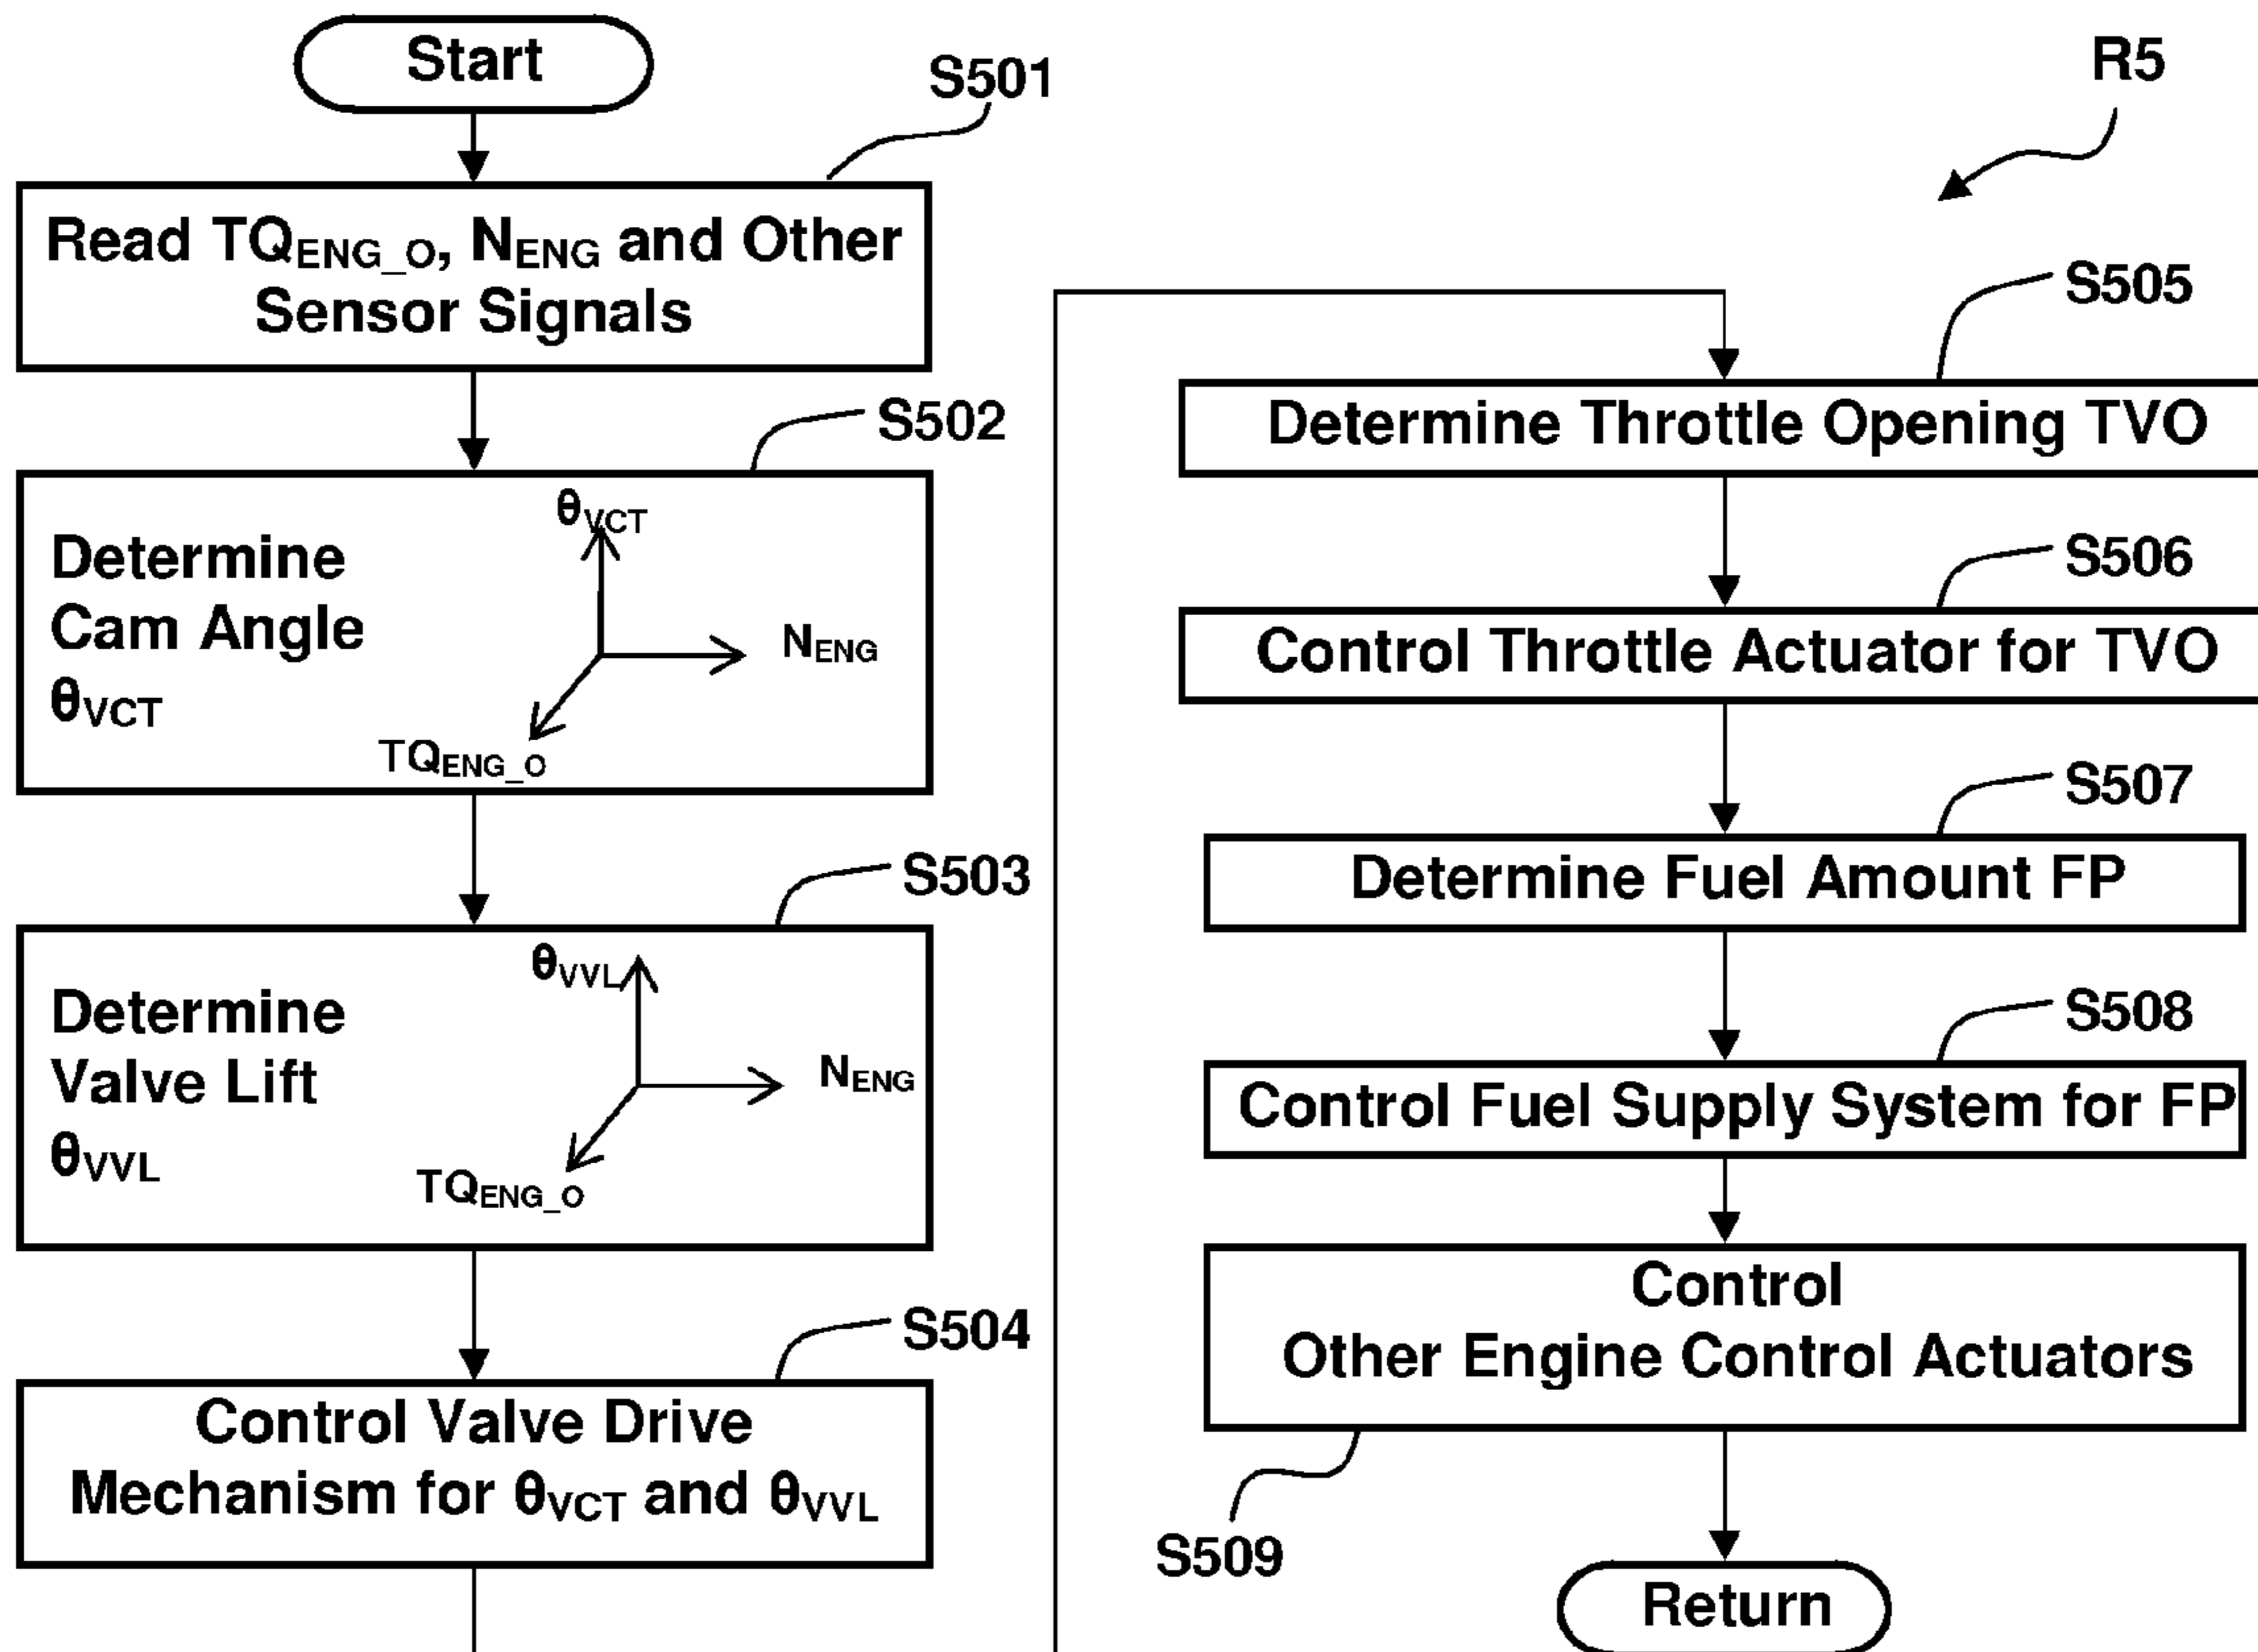 Start
S501
Read TQENG_O, NENG and Other
Sensor Signals
S502
Determine
Cam Angle
θVCT
θVCT
NENG
TQENG_O
S503
Determine
Valve Lift
θVVL
θVVL
NENG
TQENG_O
S504
Control Valve Drive
Mechanism for θVCT and θVVL
R5
S505
Determine Throttle Opening TVO
S506
Control Throttle Actuator for TVO
S507
Determine Fuel Amount FP
S508
Control Fuel Supply System for FP
Control
Other Engine Control Actuators
S509
Return